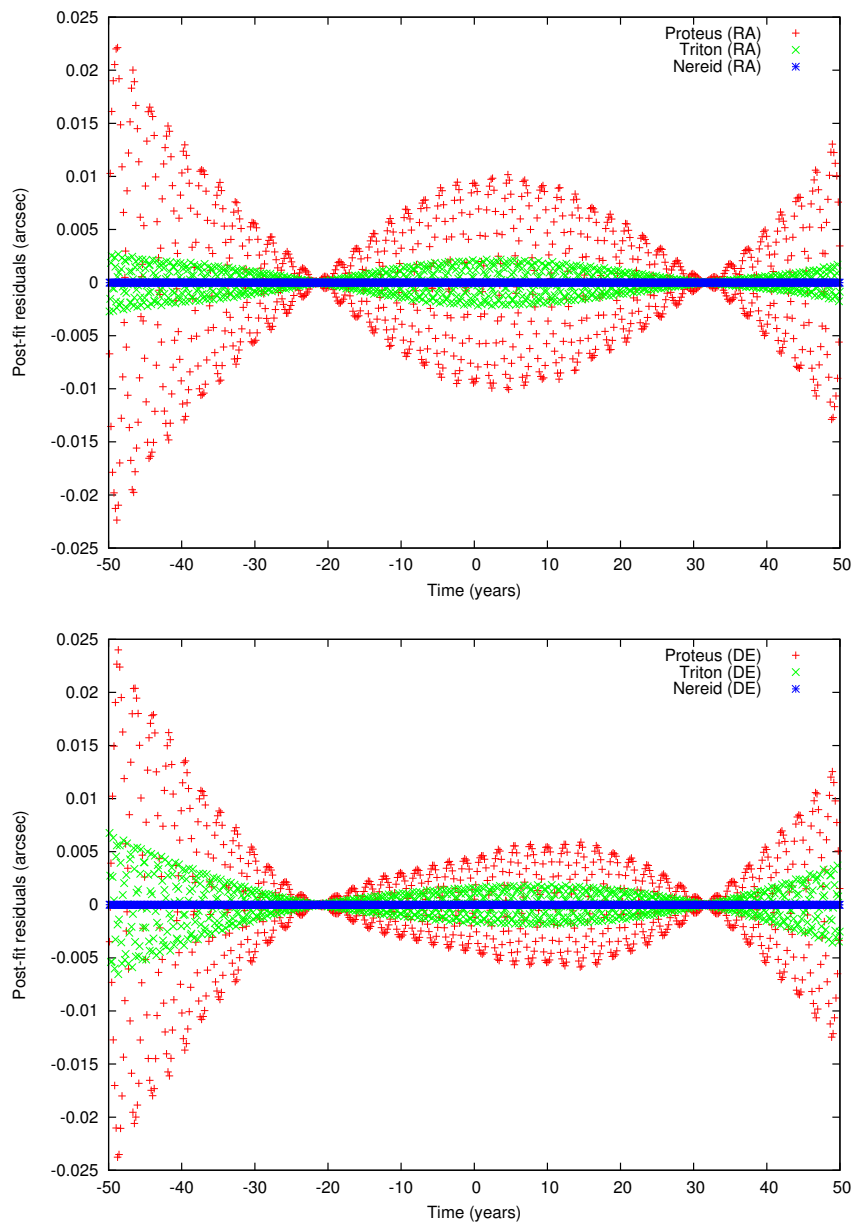 0.025
Proteus (RA)
Triton (RA)
Nereid (RA)
0.02
0.015
0.01
0.005
0
-0.005
-0.01
-0.015
-0.02
-0.025
Post-fit residuals (arcsec)
-50 -40 -30 -20 -10 0 10 20 30 40 50
Time (years)
0.025
Proteus (DE)
Triton (DE)
Nereid (DE)
0.02
0.015
0.01
0.005
0
-0.005
-0.01
-0.015
-0.02
-0.025
Post-fit residuals (arcsec)
-50 -40 -30 -20 -10 0 10 20 30 40 50
Time (years)